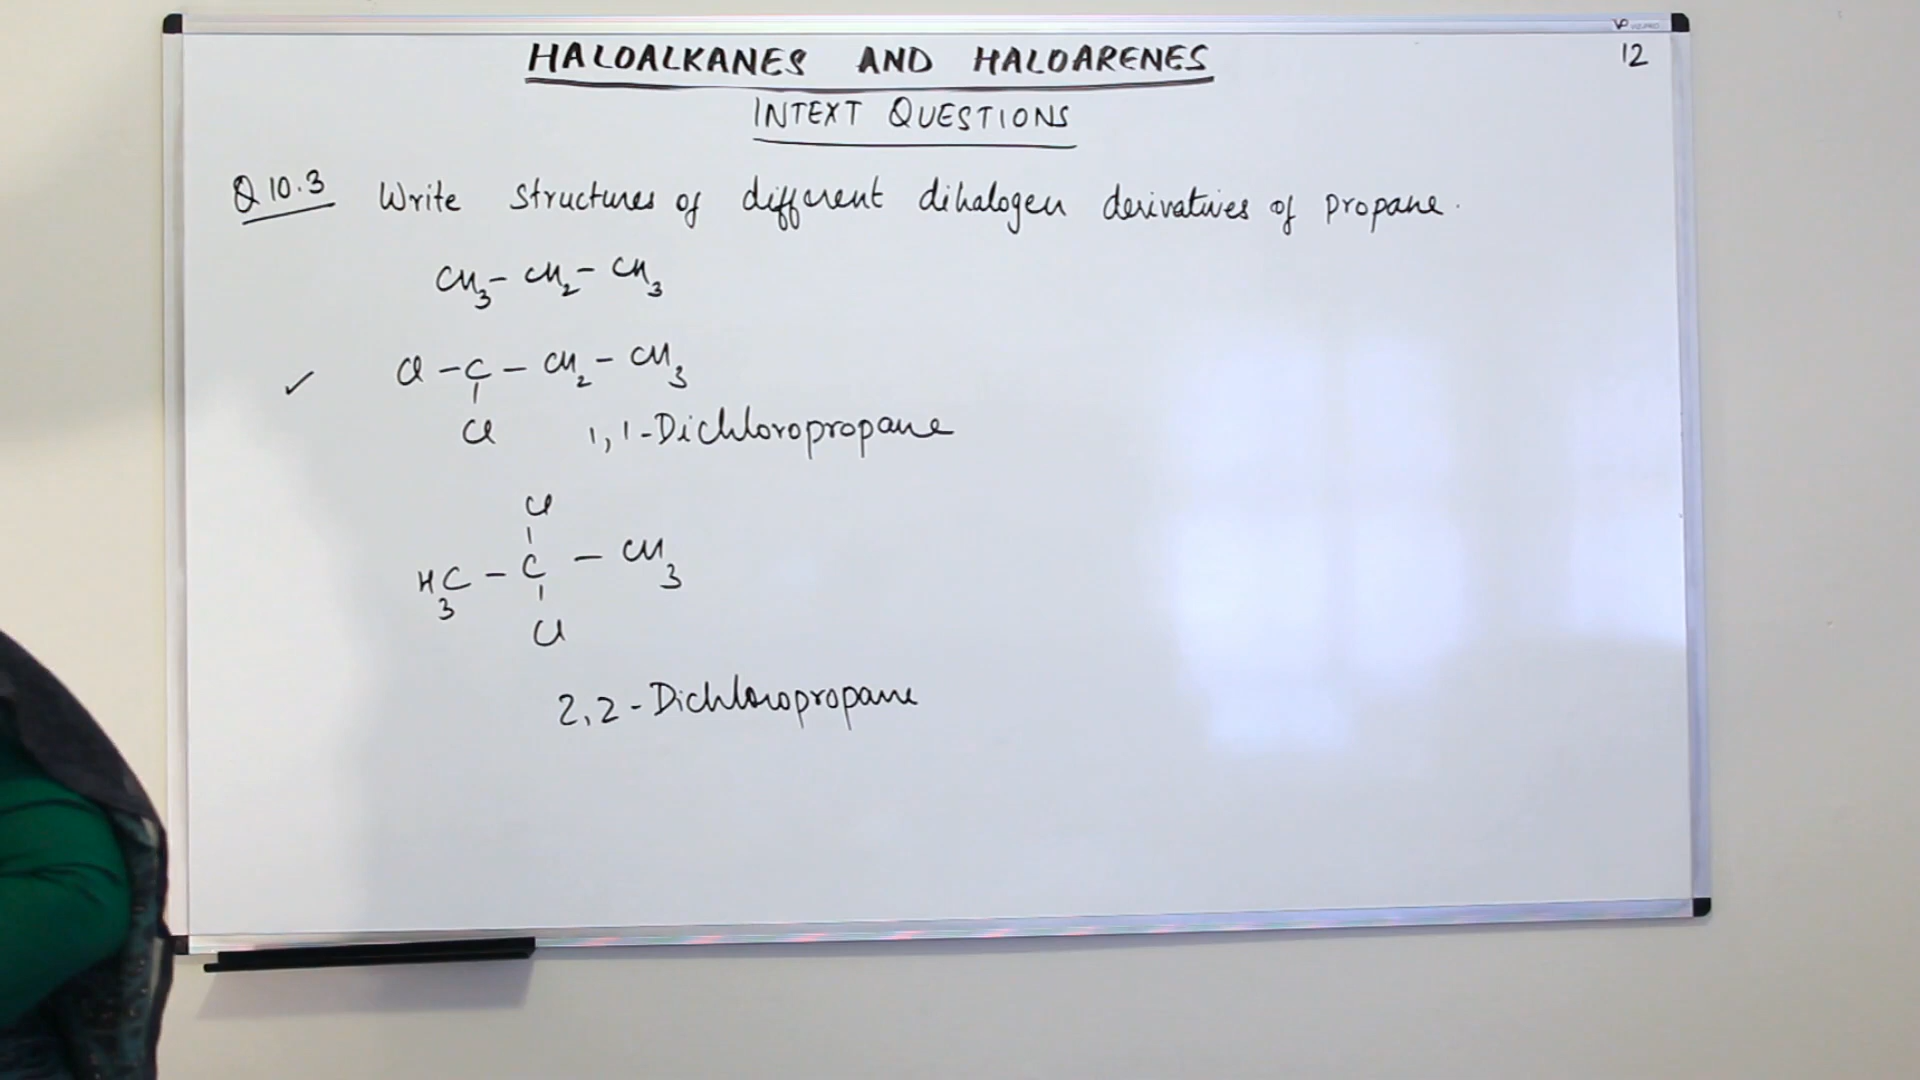 HALOALKANES AND HALOARENES
12
INTEXT QUESTIONS
Q 10.3 Write structures of different dihalogen derivatives of propane.
CH3 - CH2 - CH3
Cl - C - CH2 - CH3
Cl
1,1-Dichloropropane
Cl
H3C - C - CH3
Cl
2,2-Dichloropropane